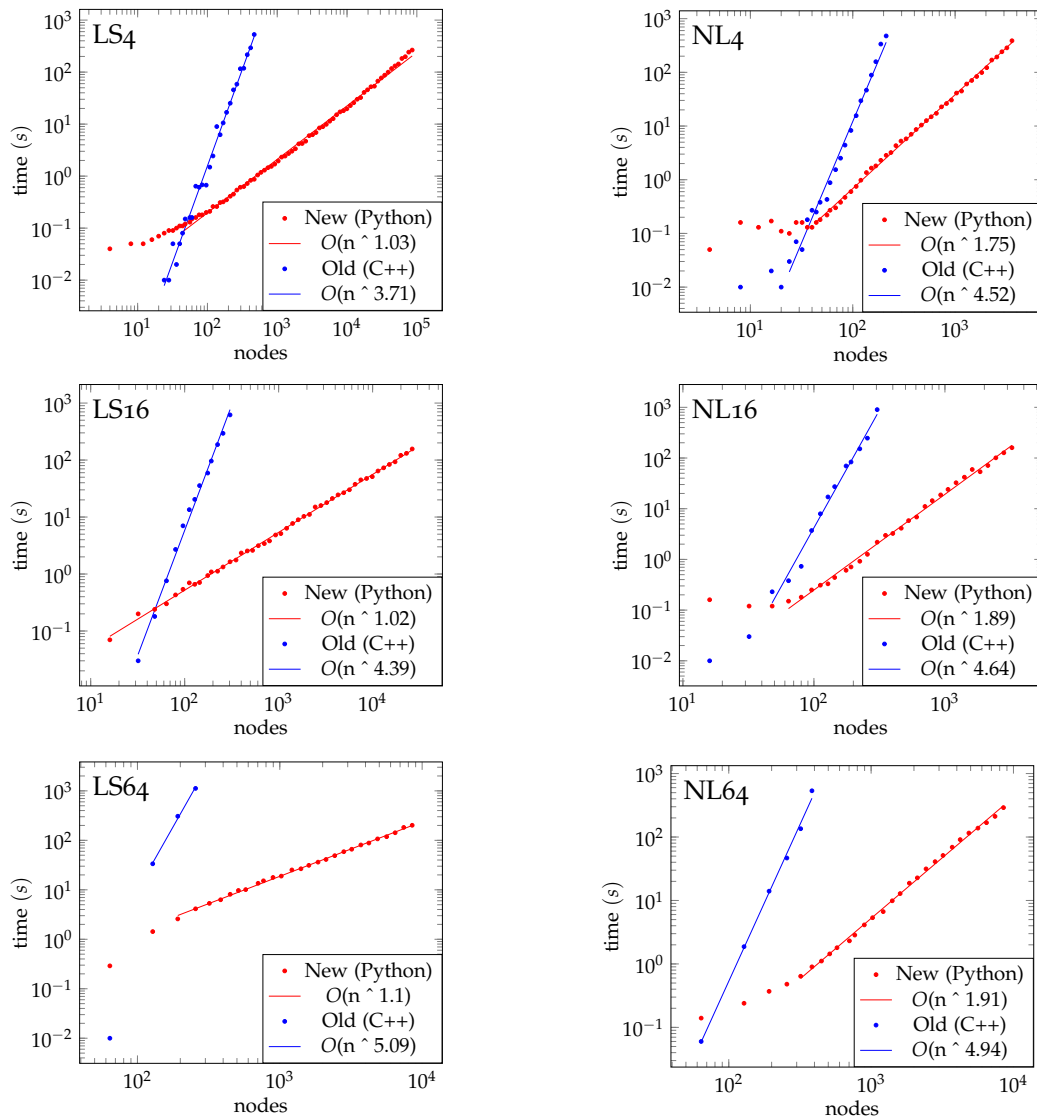 LS4
10^3
10^2
10^1
10^0
10^−1
10^−2
time (s)
New (Python)
O(n ^ 1.03)
Old (C++)
O(n ^ 3.71)
10^1
10^2
10^3
10^4
10^5
nodes
NL4
10^3
10^2
10^1
10^0
10^−1
10^−2
time (s)
New (Python)
O(n ^ 1.75)
Old (C++)
O(n ^ 4.52)
10^1
10^2
10^3
nodes
LS16
10^3
10^2
10^1
10^0
10^−1
time (s)
New (Python)
O(n ^ 1.02)
Old (C++)
O(n ^ 4.39)
10^1
10^2
10^3
10^4
nodes
NL16
10^3
10^2
10^1
10^0
10^−1
10^−2
time (s)
New (Python)
O(n ^ 1.89)
Old (C++)
O(n ^ 4.64)
10^1
10^2
10^3
nodes
LS64
10^3
10^2
10^1
10^0
10^−1
10^−2
time (s)
New (Python)
O(n ^ 1.1)
Old (C++)
O(n ^ 5.09)
10^2
10^3
10^4
nodes
NL64
10^3
10^2
10^1
10^0
10^−1
time (s)
New (Python)
O(n ^ 1.91)
Old (C++)
O(n ^ 4.94)
10^2
10^3
10^4
nodes